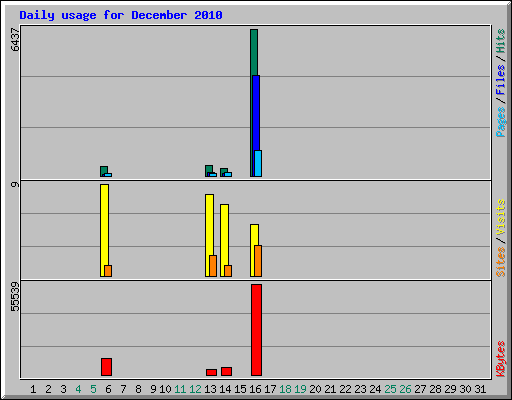 Daily usage for December 2010
6437
9
55539
Pages / Files / Hits
Sites / Visits
KBytes
1 2 3 4 5 6 7 8 9 10 11 12 13 14 15 16 17 18 19 20 21 22 23 24 25 26 27 28 29 30 31